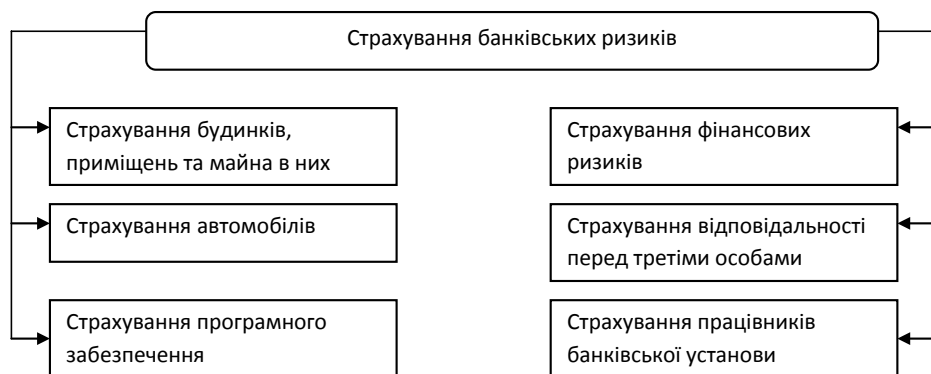 Страхування банківських ризиків
Страхування будинків,
приміщень та майна в них
Страхування автомобілів
Страхування програмного
забезпечення
Страхування фінансових
ризиків
Страхування відповідальності
перед третіми особами
Страхування працівників
банківської установи